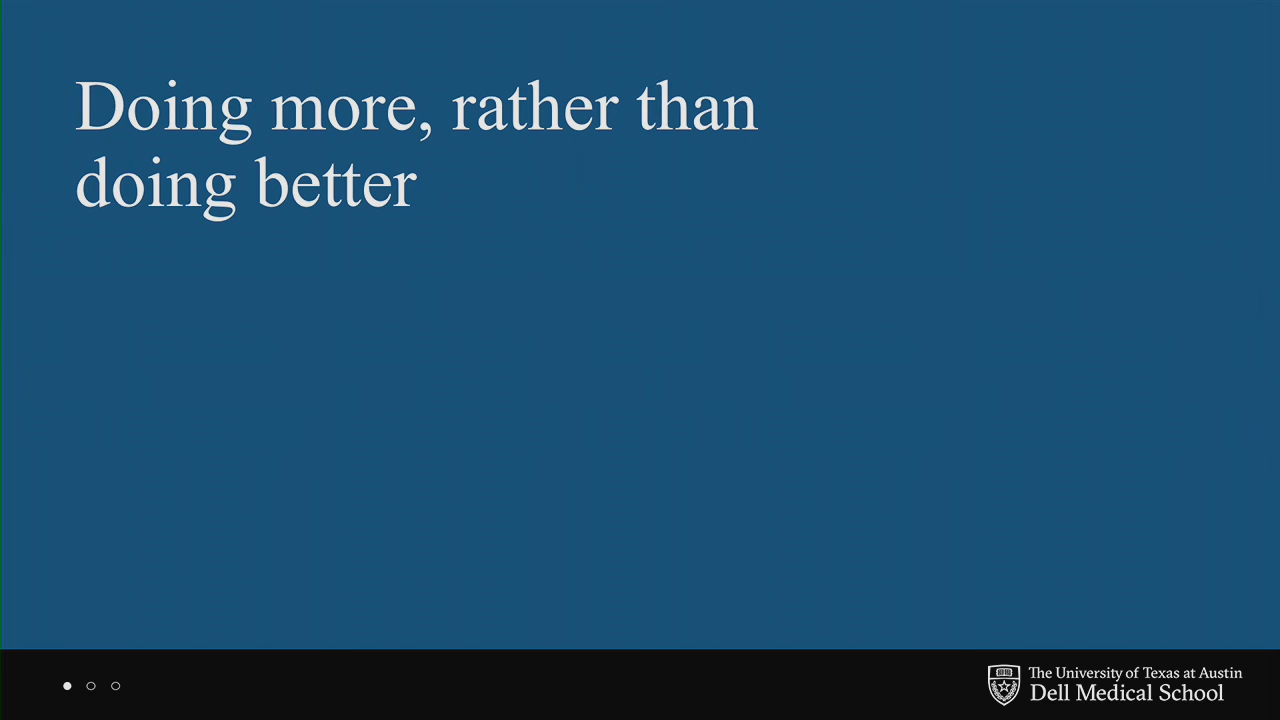 Doing more, rather than
doing better
The University of Texas at Austin
Dell Medical School